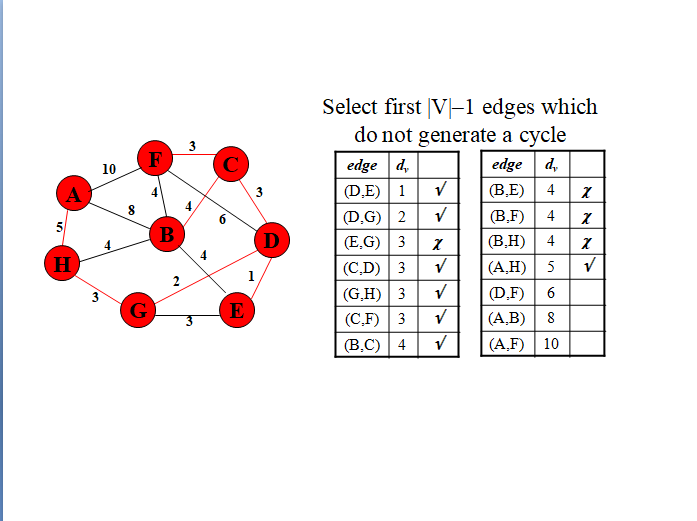 Select first |V|–1 edges which
do not generate a cycle
F 3 C
10
A 4 3
8 4 6
5 B D
4 4
H 2 1
3 G E
3
edge dᵥ
(D,E) 1 √
(D,G) 2 √
(E,G) 3 χ
(C,D) 3 √
(G,H) 3 √
(C,F) 3 √
(B,C) 4 √
edge dᵥ
(B,E) 4 χ
(B,F) 4 χ
(B,H) 4 χ
(A,H) 5 √
(D,F) 6
(A,B) 8
(A,F) 10